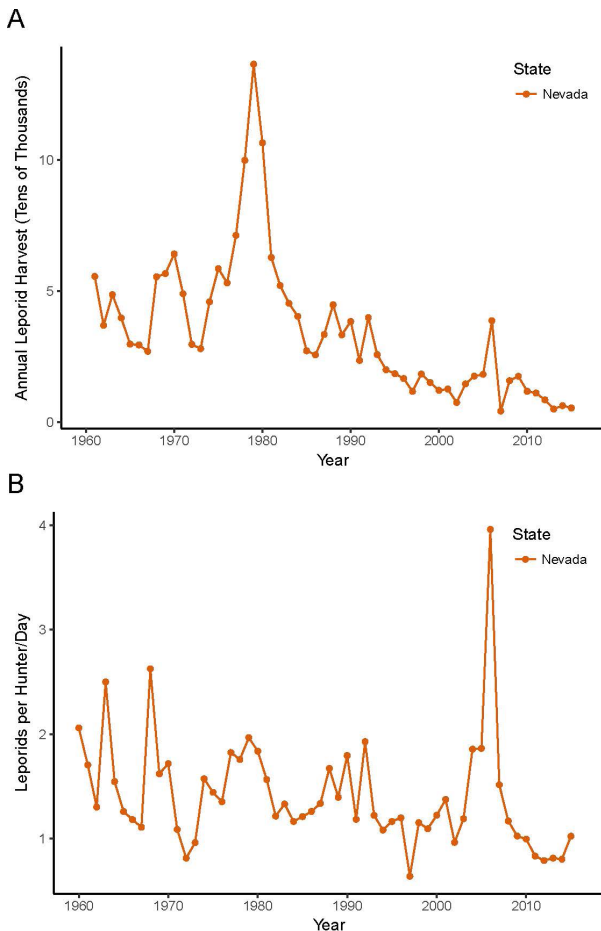 A
Annual Leporid Harvest (Tens of Thousands)
State
Nevada
10
5
0
1960 1970 1980 1990 2000 2010
Year
B
Leporids per Hunter/Day
State
Nevada
4
3
2
1
1960 1970 1980 1990 2000 2010
Year